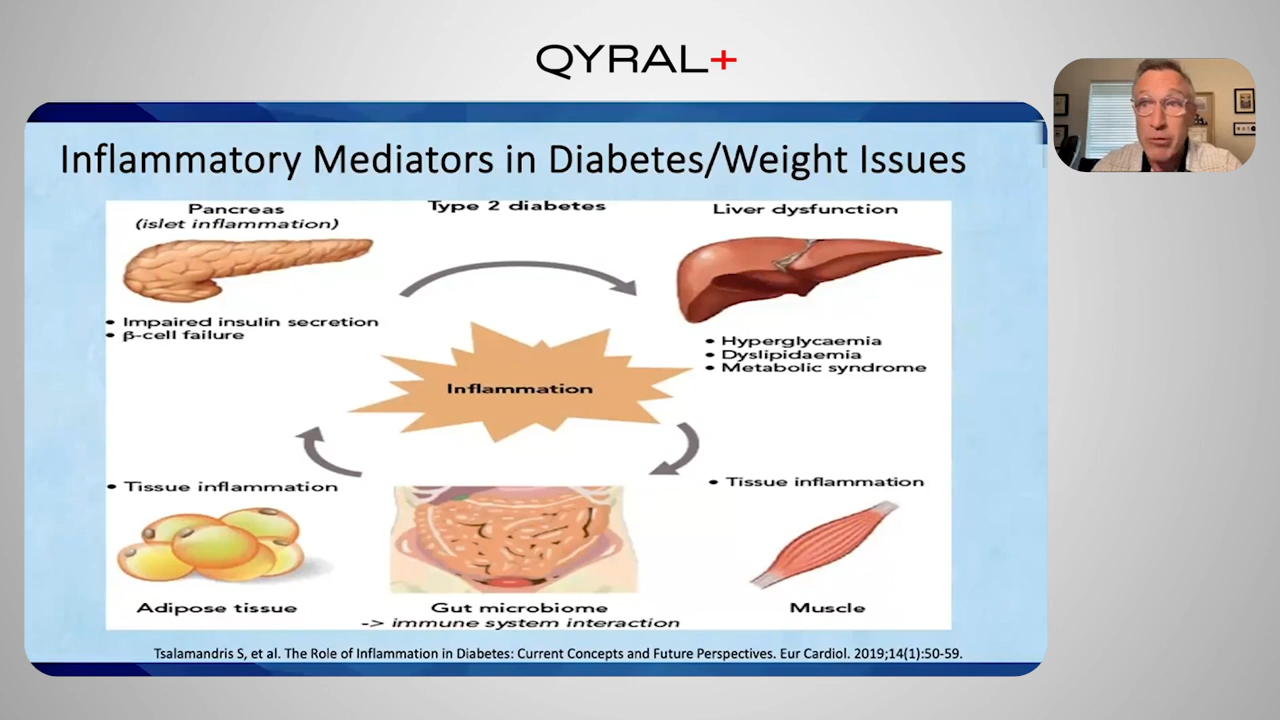 QYRAL+
Inflammatory Mediators in Diabetes/Weight Issues
Pancreas
(islet inflammation)
Type 2 diabetes
Liver dysfunction
• Impaired insulin secretion
• β-cell failure
• Hyperglycaemia
• Dyslipidaemia
• Metabolic syndrome
Inflammation
• Tissue inflammation
• Tissue inflammation
Adipose tissue
Gut microbiome
-> immune system interaction
Muscle
Tsalamandris S, et al. The Role of Inflammation in Diabetes: Current Concepts and Future Perspectives. Eur Cardiol. 2019;14(1):50-59.